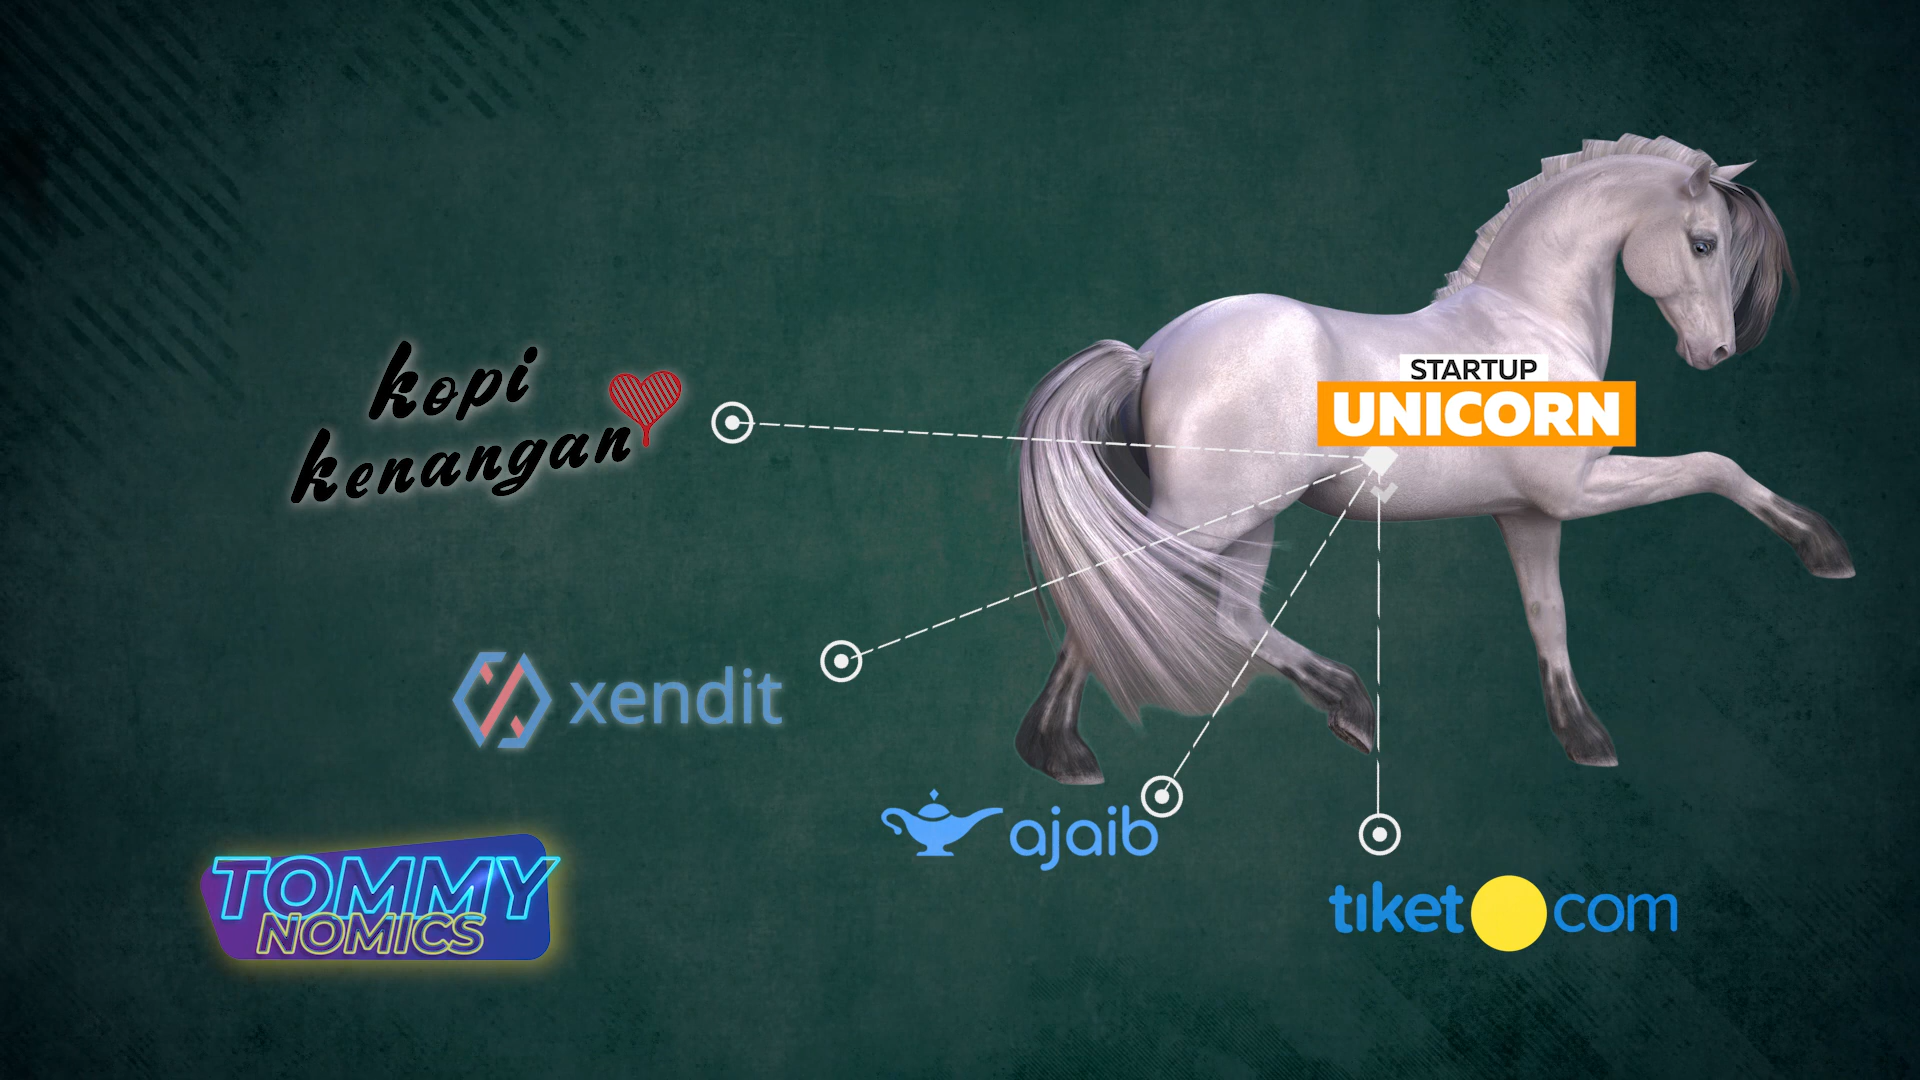 STARTUP
UNICORN
kopi
kenangan
xendit
ajaib
tiket com
TOMMY
NOMICS